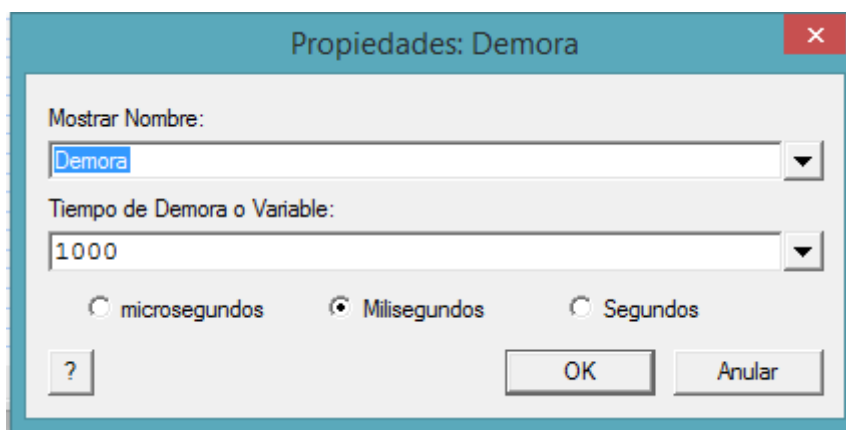 Propiedades: Demora
Mostrar Nombre:
Demora
Tiempo de Demora o Variable:
1000
microsegundos Milisegundos Segundos
? OK Anular